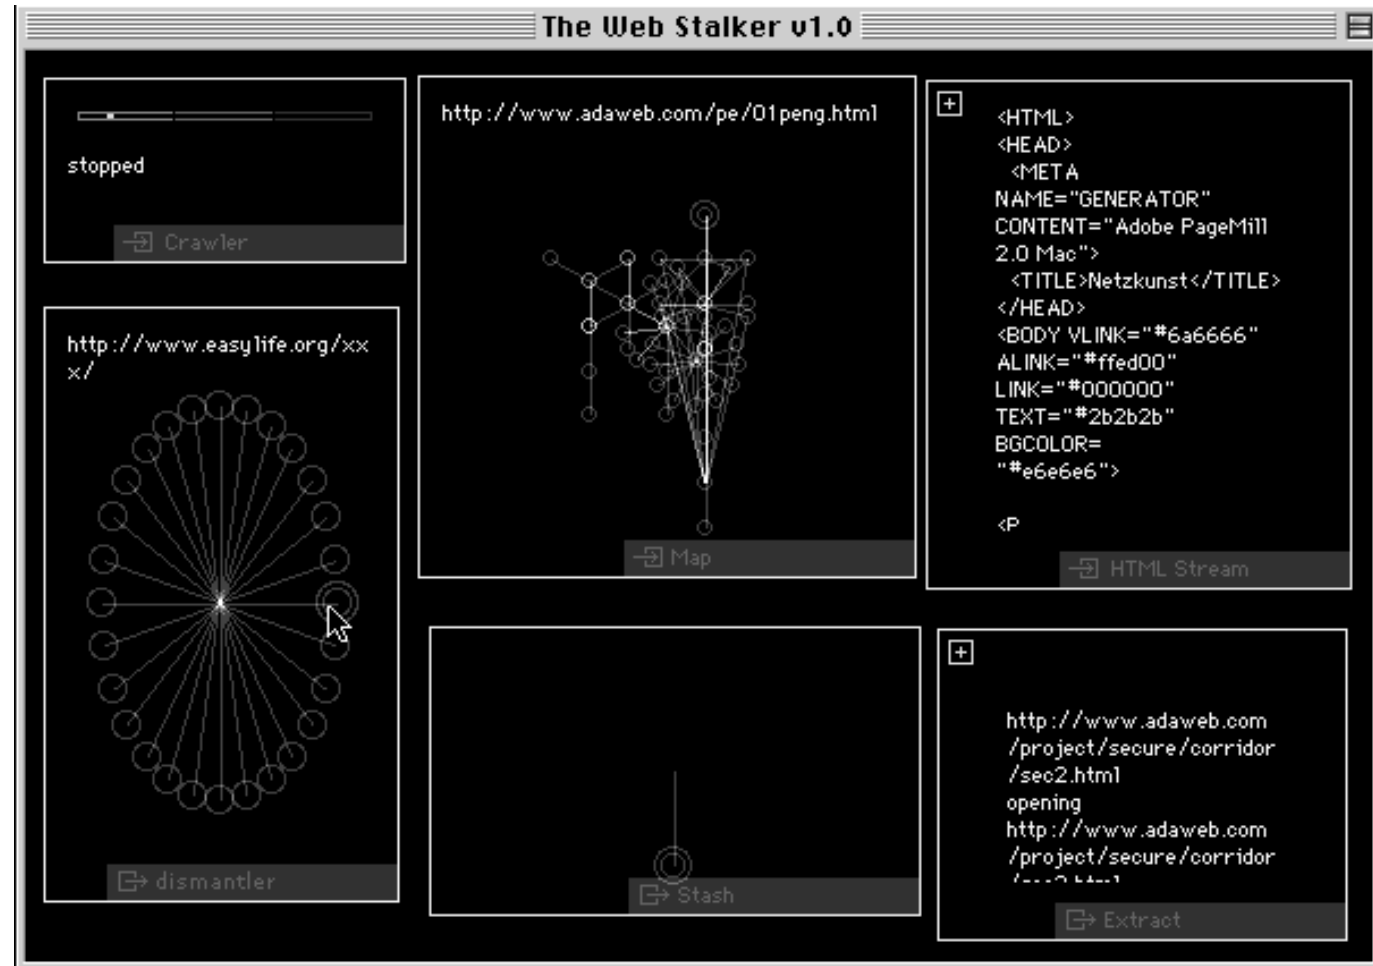 The Web Stalker v1.0
stopped
Crawler
http://www.adaweb.com/pe/01peng.html
Map
<HTML>
<HEAD>
<META
NAME="GENERATOR"
CONTENT="Adobe PageMill
2.0 Mac">
<TITLE>Netzkunst</TITLE>
</HEAD>
<BODY VLINK="#6a6666"
ALINK="#ffed00"
LINK="#000000"
TEXT="#2b2b2b"
BGCOLOR=
"#e6e6e6">
<P
HTML Stream
http://www.easylife.org/xx
x/
dismantler
Stash
http://www.adaweb.com
/project/secure/corridor
/sec2.html
opening
http://www.adaweb.com
/project/secure/corridor
/sec2.html
Extract